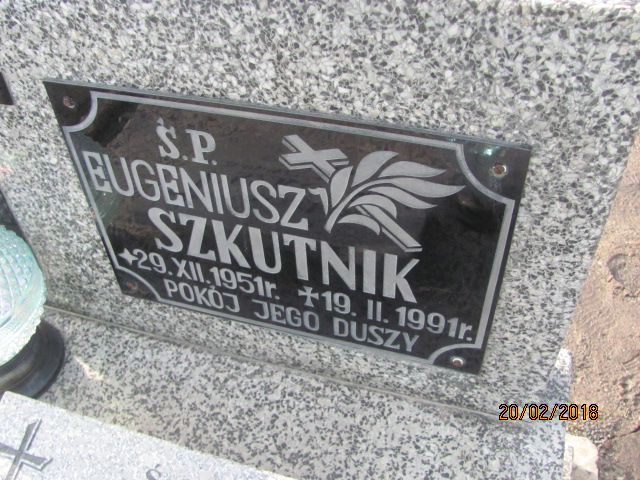 Ś.P.
EUGENIUSZ
SZKUTNIK
★29.XII.1951r. ✝19.II.1991r.
POKÓJ JEGO DUSZY
20/02/2018